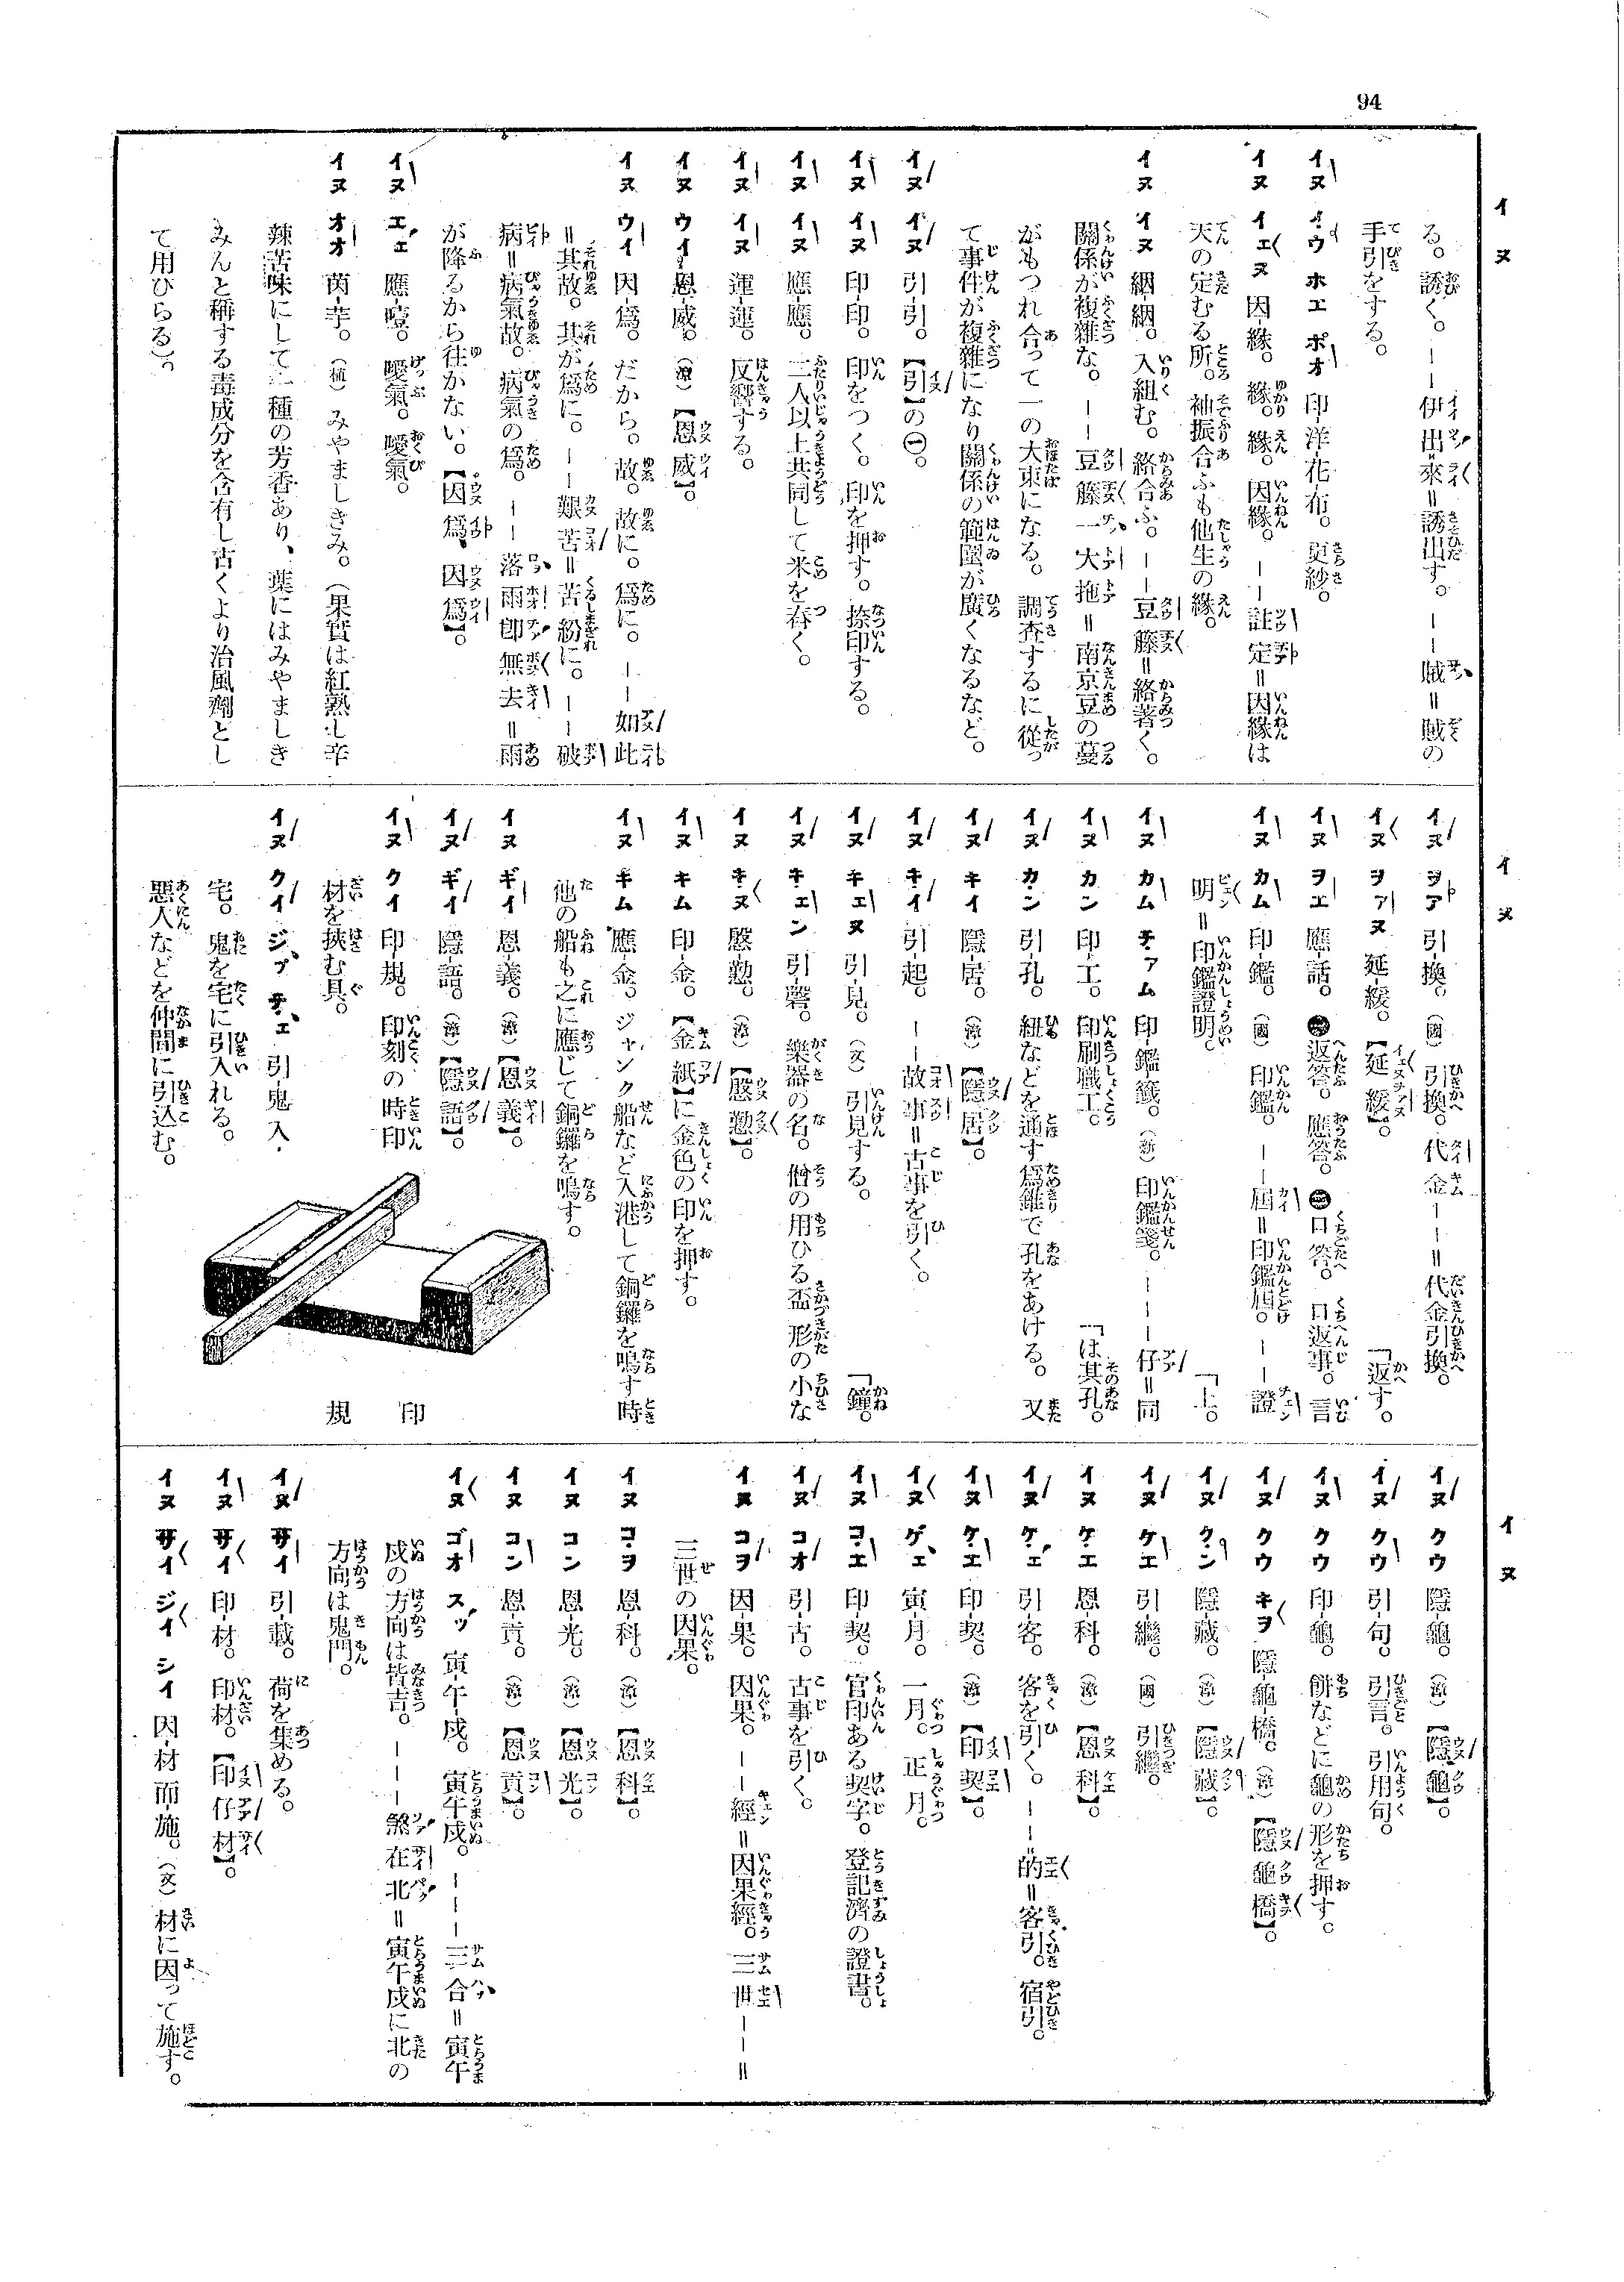 94
イヌ
る。誘く。——伊出來=誘出す。——賊=賊の
手引をする。
イヌ イウ ホエ ポオ 印-洋-花-布。更紗。
イヌ イェヌ 因-緣。緣。緣。因緣。——註定=因緣は
天の定むる所。袖振合ふも他生の緣。
イヌ イヌ 絪-絪。入組む。絡合ふ。——豆藤=絡著く。
關係が複雜な。——豆藤一大拖=南京豆の蔓
がもつれ合って一の大束になる。調査するに從っ
て事件が複雜になり關係の範圍が廣くなるなど。
イヌ イヌ 引-引。【引】の㊀。
イヌ イヌ 印-印。印をつく。印を押す。捺印する。
イヌ イヌ 應-應。二人以上共同して米を舂く。
イヌ イヌ 運-運。反響する。
イヌ ウイ 恩-威。(漳)【恩威】。
イヌ ウイ 因-爲。だから。故。故に。爲に。——如此
=其故。其が爲に。——艱苦=苦紛に。——破
病=病氣故。病氣の爲。——落雨卽無去=雨
が降るから往かない。【因爲、因爲】。
イヌ エェ 應-噎。噯氣。噯氣。
イヌ オオ 茵-芋。(植)みやましきみ。(果實は紅熟し辛
辣苦味にして一種の芳香あり、葉にはみやましき
みんと稱する毒成分を含有し古くより治風劑とし
て用ひらる)。
イヌ
イヌ ヲア 引-換。(國)引換。代金——=代金引換。
イヌ ヲァヌ 延-緩。【延緩】。「返す。
イヌ ヲエ 應-話。㊀返答。應答。㊁口答。口返事。言
イヌ カム 印-鑑。(國)印鑑。——屆=印鑑屆。——證
明=印鑑證明。「上。
イヌ カム チァム 印-鑑-籤。(新)印鑑箋。———仔=同
イヌ カン 印-工。印刷職工。「は其孔。
イヌ カン 引-孔。紐などを通す爲錐で孔をあける。又
イヌ キイ 隱-居。(漳)【隱居】。
イヌ キイ 引-起。——故事=古事を引く。
イヌ キェヌ 引-見。(文)引見する。「鐘。
イヌ キェン 引-磬。樂器の名。僧の用ひる盃形の小な
イヌ キヌ 慇-懃。(漳)【慇懃】。
イヌ キム 印-金。【金紙】に金色の印を押す。
イヌ キム 應-金。ジャンク船など入港して銅鑼を鳴す時
他の船も之に應じて銅鑼を鳴す。
イヌ ギイ 恩-義。(漳)【恩義】。
イヌ ギイ 隱-語。(漳)【隱語】。
イヌ クイ 印-規。印刻の時印
材を挾む具。
イヌ クイ ジプ チェ 引-鬼-入-
宅。鬼を宅に引入れる。
惡人などを仲間に引込む。
印
規
イヌ
イヌ クウ 隱-龜。(漳)【隱龜】。
イヌ クウ 引-句。引言。引用句。
イヌ クウ 印-龜。餅などに龜の形を押す。
イヌ クウ キヲ 隱-龜-橋。(漳)【隱龜橋】。
イヌ クン 隱-藏。(漳)【隱藏】。
イヌ ケエ 引-繼。(國)引繼。
イヌ ケエ 恩-科。(漳)【恩科】。
イヌ ケェ 引-客。客を引く。——的=客引。宿引。
イヌ ケエ 印-契。(漳)【印契】。
イヌ ゲェ 寅-月。一月。正月。
イヌ コエ 印-契。官印ある契字。登記濟の證書。
イヌ コオ 引-古。古事を引く。
イヌ コヲ 因-果。因果。——經=因果經。三世——=
三世の因果。
イヌ コヲ 恩-科。(漳)【恩科】。
イヌ コン 恩-光。(漳)【恩光】。
イヌ コン 恩-貢。(漳)【恩貢】。
イヌ ゴオ スッ 寅-午-戍。寅午戍。———三合=寅午
戍の方向は皆吉。———煞在北=寅午戍に北の
方向は鬼門。
イヌ サイ 引-載。荷を集める。
イヌ サイ 印-材。印材。【印仔材】。
イヌ サイ ジイ シイ 因-材-而-施。(文)材に因って施す。